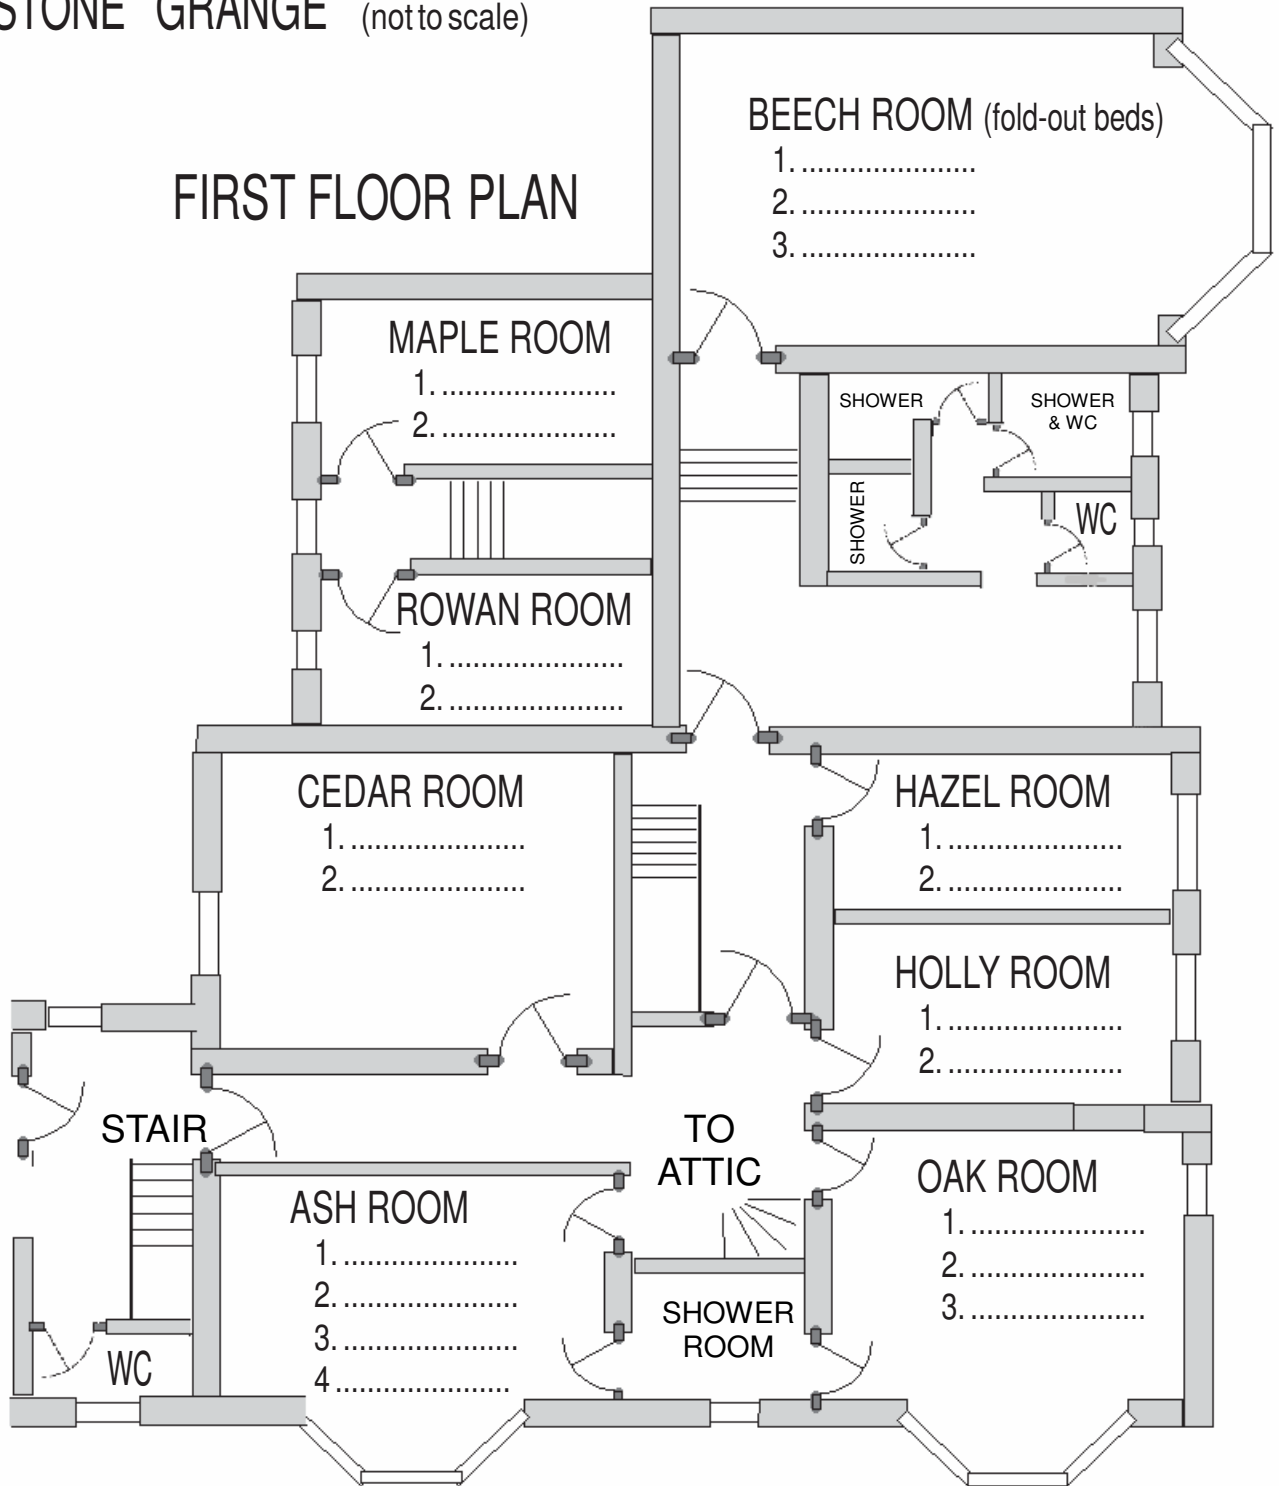 STONE GRANGE (not to scale)
FIRST FLOOR PLAN
BEECH ROOM (fold-out beds)
1. ......................
2. ......................
3. ......................
MAPLE ROOM
1. ......................
2. ......................
SHOWER
SHOWER
& WC
SHOWER
WC
ROWAN ROOM
1. ......................
2. ......................
CEDAR ROOM
1. ......................
2. ......................
HAZEL ROOM
1. ......................
2. ......................
HOLLY ROOM
1. ......................
2. ......................
STAIR
TO
ATTIC
ASH ROOM
1. ......................
2. ......................
3. ......................
4 ......................
OAK ROOM
1. ......................
2. ......................
3. ......................
SHOWER
ROOM
WC